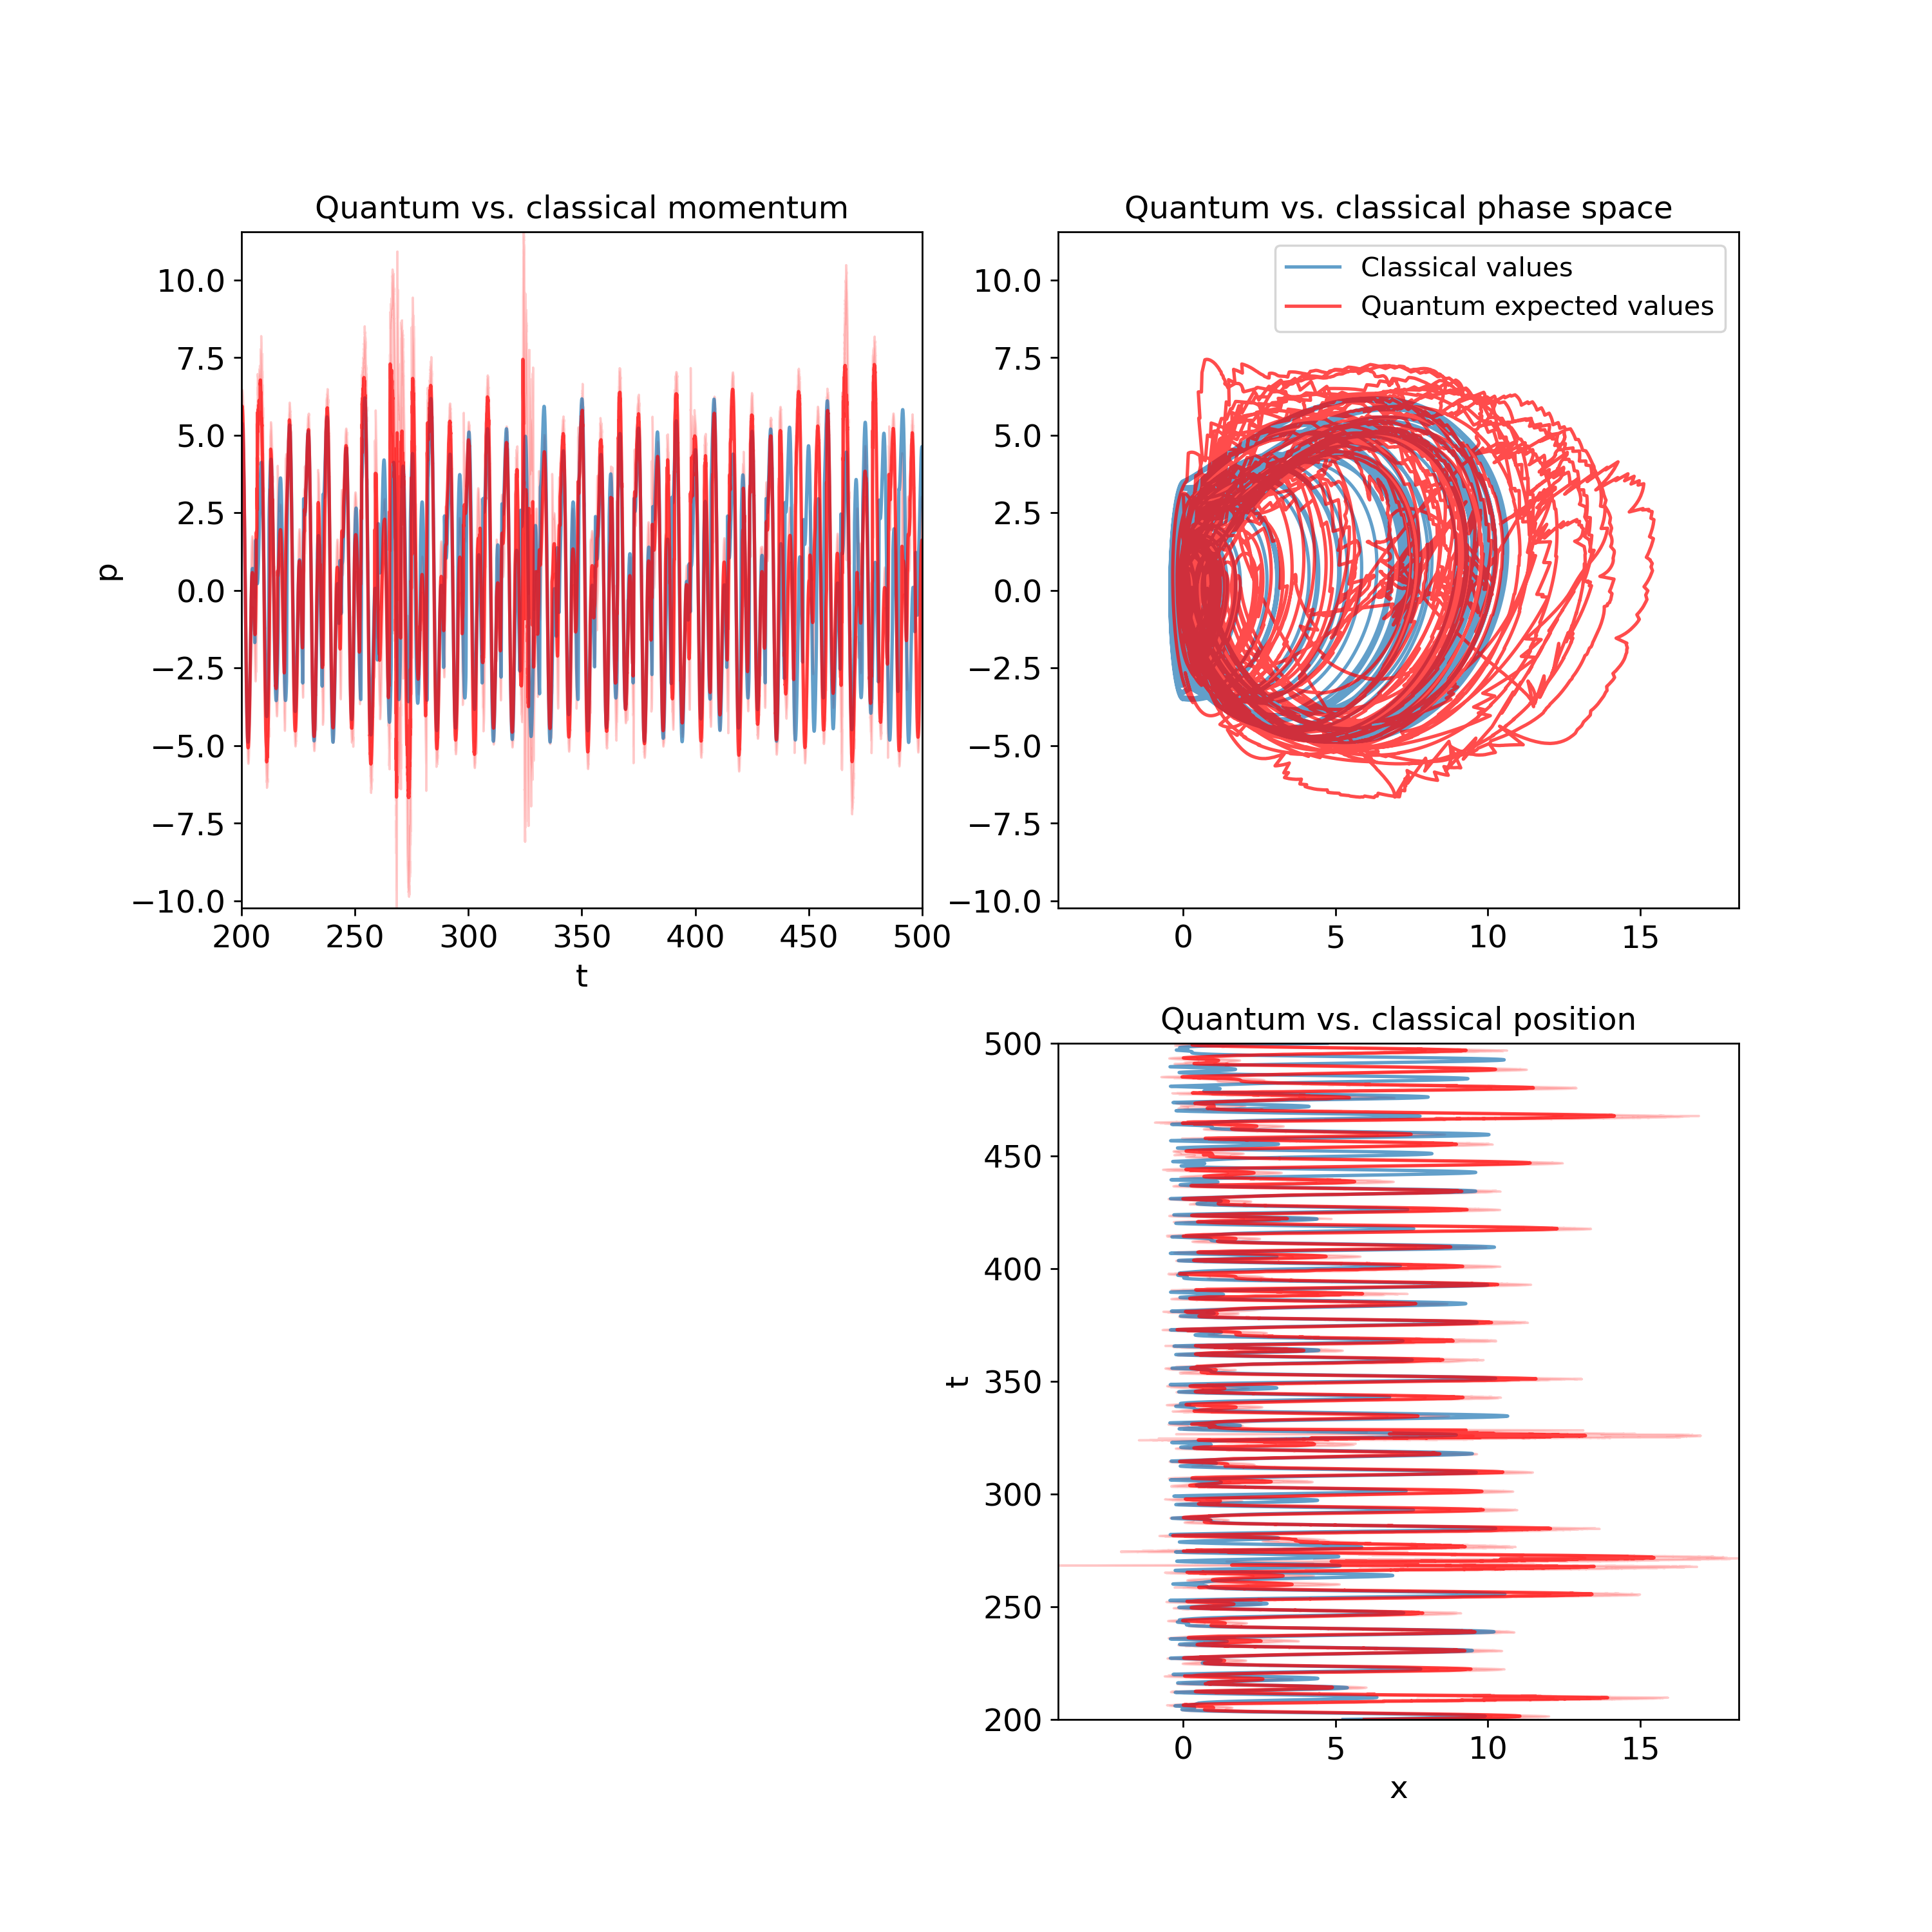 Quantum vs. classical momentum
10.0
7.5
5.0
2.5
0.0
−2.5
−5.0
−7.5
−10.0
p
200 250 300 350 400 450 500
t
Quantum vs. classical phase space
Classical values
Quantum expected values
10.0
7.5
5.0
2.5
0.0
−2.5
−5.0
−7.5
−10.0
0 5 10 15
Quantum vs. classical position
500
450
400
350
300
250
200
t
0 5 10 15
x